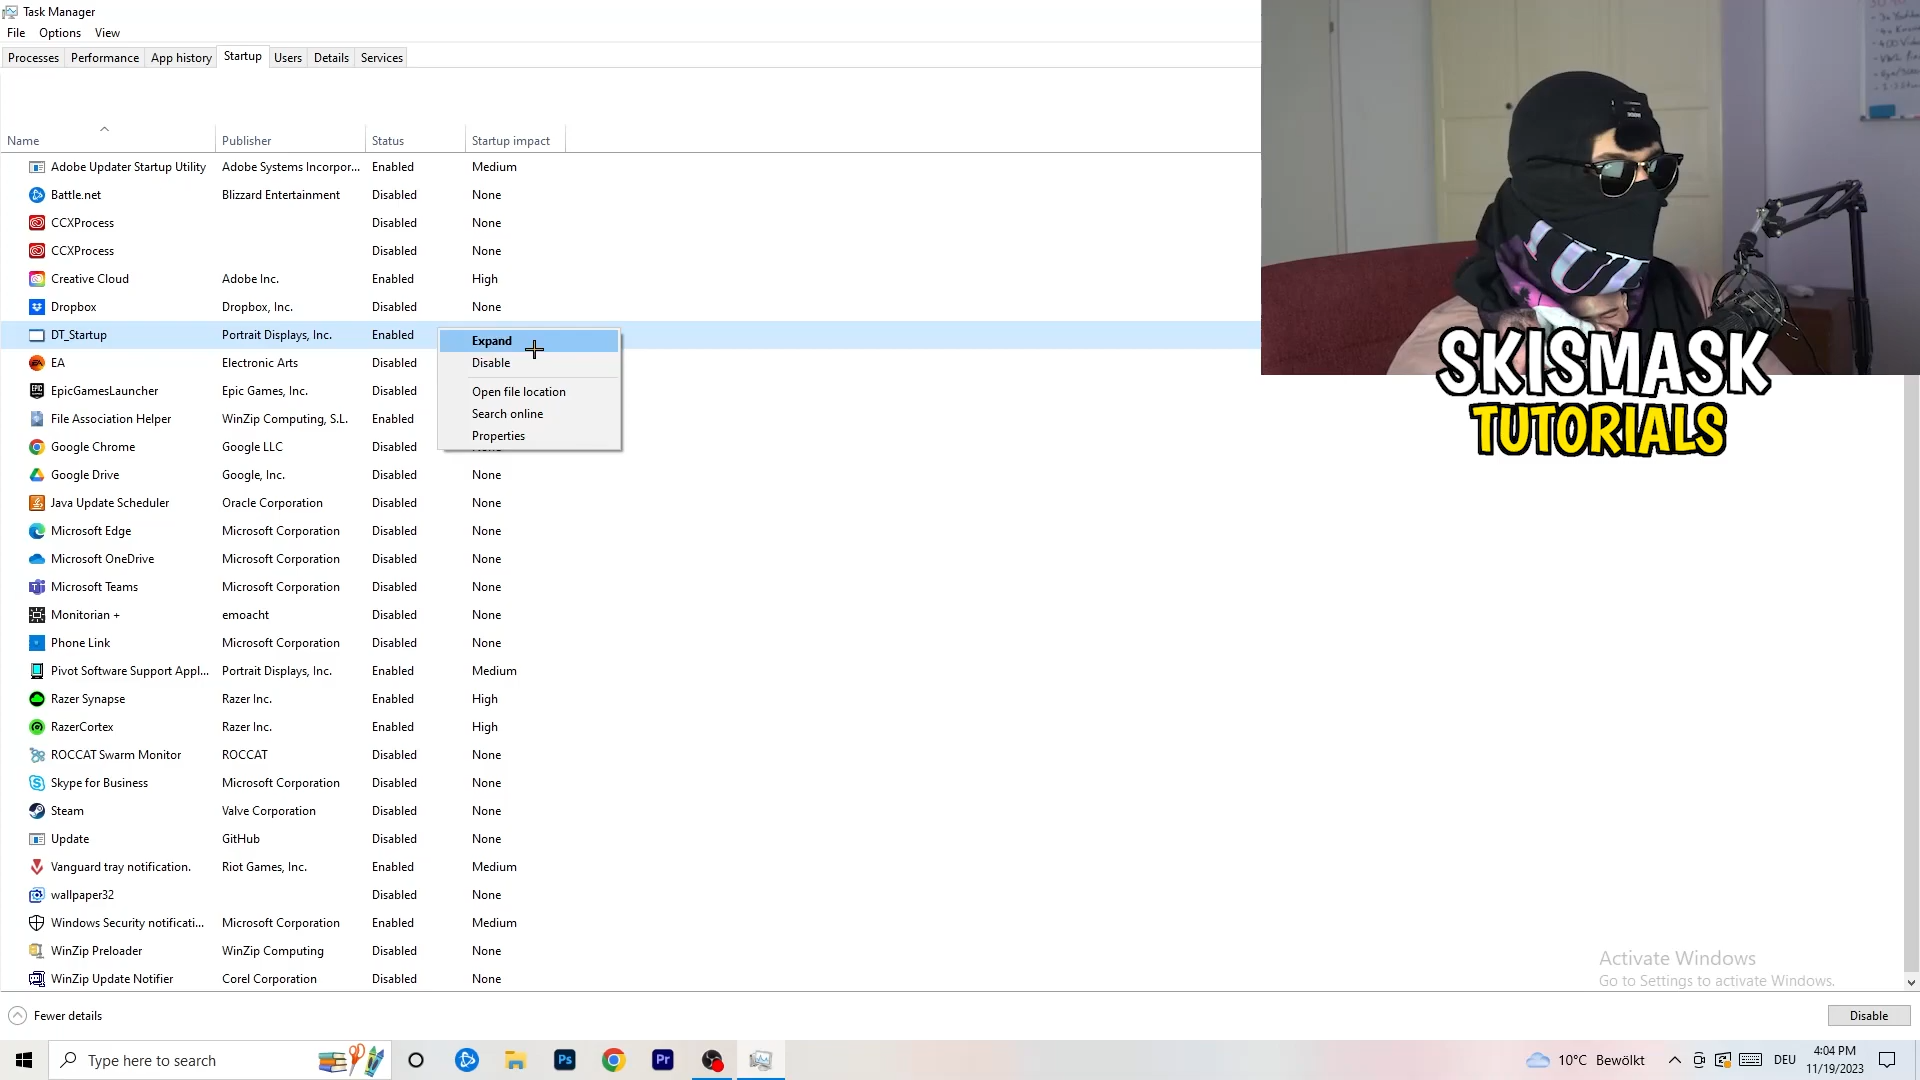 Task Manager
File Options View
Processes Performance App history Startup Users Details Services
Name Publisher Status Startup impact
Adobe Updater Startup Utility Adobe Systems Incorpor... Enabled Medium
Battle.net Blizzard Entertainment Disabled None
CCXProcess Disabled None
CCXProcess Disabled None
Creative Cloud Adobe Inc. Enabled High
Dropbox Dropbox, Inc. Disabled None
DT_Startup Portrait Displays, Inc. Enabled
EA Electronic Arts Disabled
EpicGamesLauncher Epic Games, Inc. Disabled
File Association Helper WinZip Computing, S.L. Enabled
Google Chrome Google LLC Disabled
Google Drive Google, Inc. Disabled None
Java Update Scheduler Oracle Corporation Disabled None
Microsoft Edge Microsoft Corporation Disabled None
Microsoft OneDrive Microsoft Corporation Disabled None
Microsoft Teams Microsoft Corporation Disabled None
Monitorian + emoacht Disabled None
Phone Link Microsoft Corporation Disabled None
Pivot Software Support Appl... Portrait Displays, Inc. Enabled Medium
Razer Synapse Razer Inc. Enabled High
RazerCortex Razer Inc. Enabled High
ROCCAT Swarm Monitor ROCCAT Disabled None
Skype for Business Microsoft Corporation Disabled None
Steam Valve Corporation Disabled None
Update GitHub Disabled None
Vanguard tray notification. Riot Games, Inc. Enabled Medium
wallpaper32 Disabled None
Windows Security notificati... Microsoft Corporation Enabled Medium
WinZip Preloader WinZip Computing Disabled None
WinZip Update Notifier Corel Corporation Disabled None
Expand
Disable
Open file location
Search online
Properties
SKISMASK
TUTORIALS
Activate Windows
Go to Settings to activate Windows.
Fewer details
Disable
Type here to search
Ps
Pr
10°C Bewölkt
DEU
4:04 PM
11/19/2023